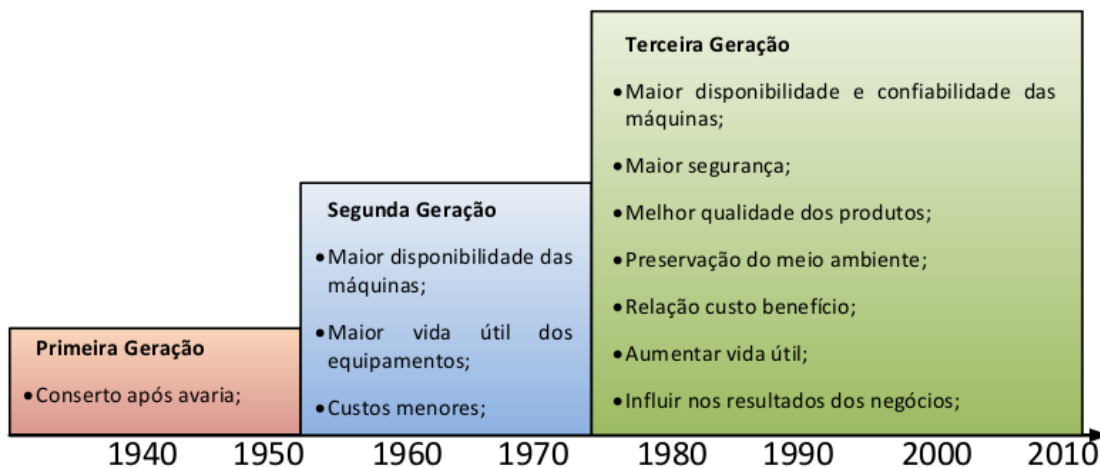 Terceira Geração
• Maior disponibilidade e confiabilidade das
máquinas;
• Maior segurança;
• Melhor qualidade dos produtos;
• Preservação do meio ambiente;
• Relação custo benefício;
• Aumentar vida útil;
• Influir nos resultados dos negócios;
Segunda Geração
• Maior disponibilidade das
máquinas;
• Maior vida útil dos
equipamentos;
• Custos menores;
Primeira Geração
• Conserto após avaria;
1940 1950 1960 1970 1980 1990 2000 2010